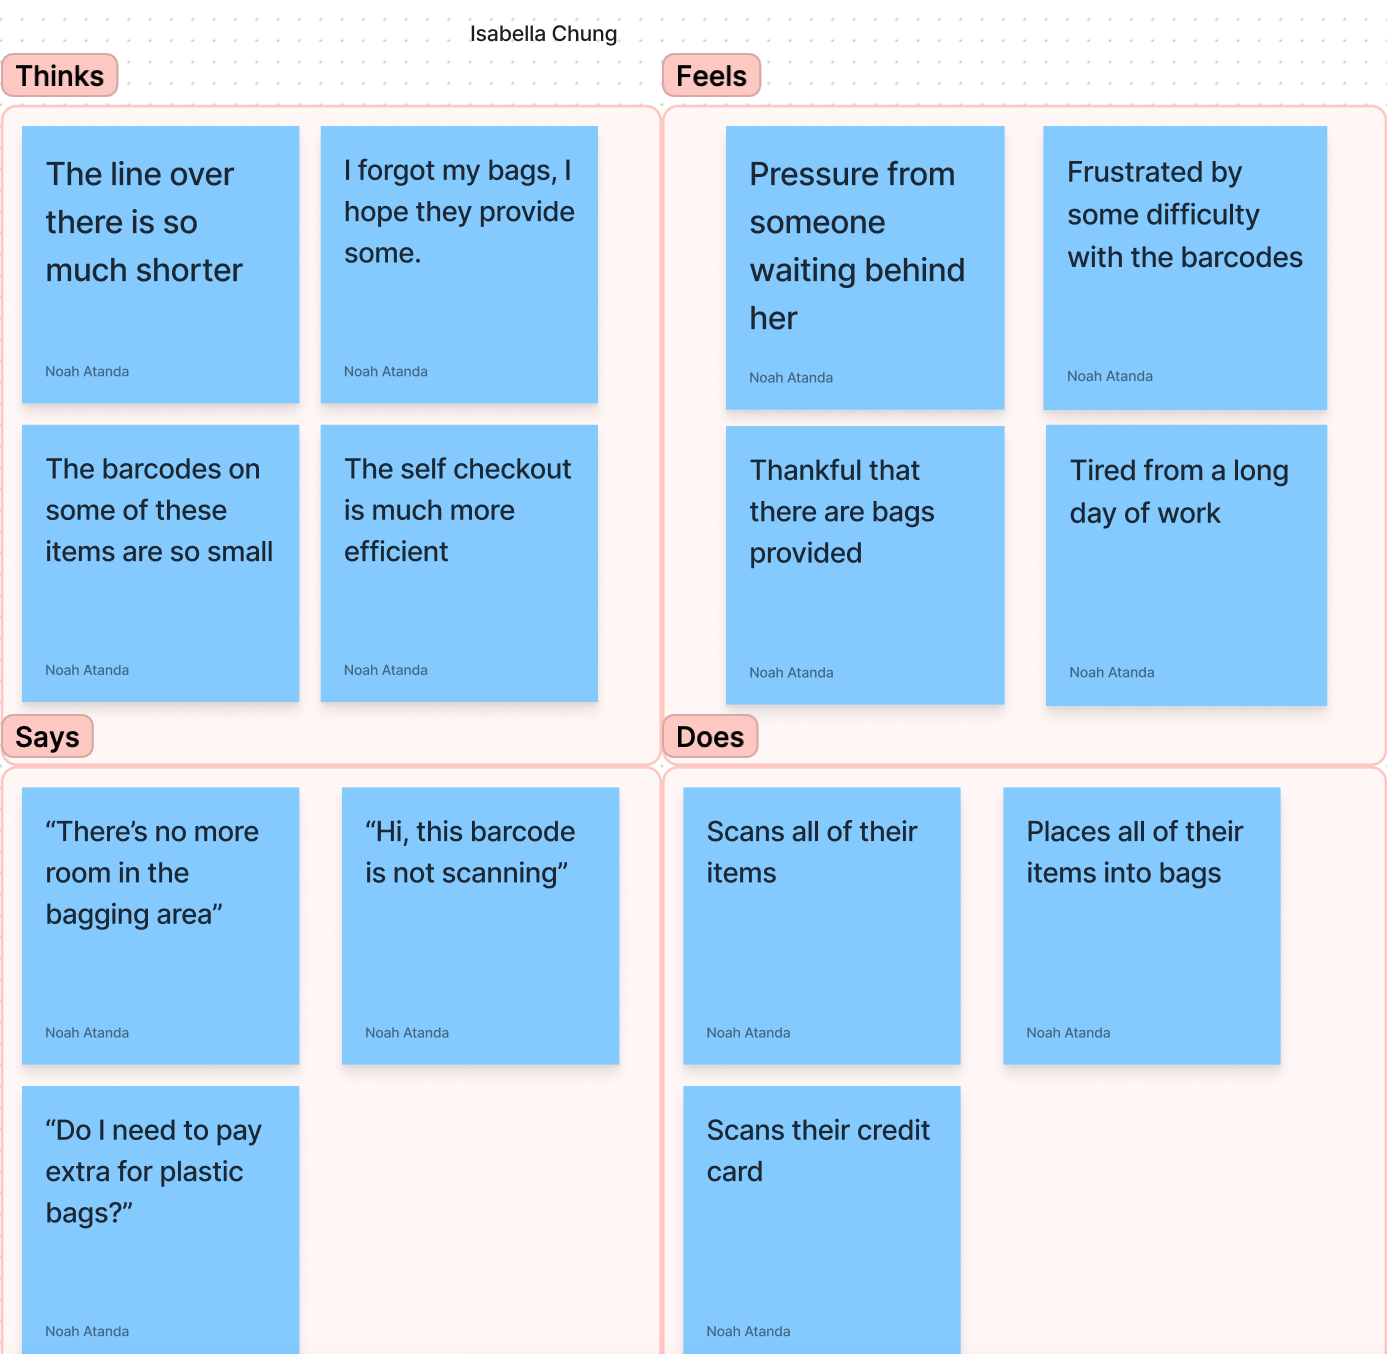 Isabella Chung
Thinks
The line over
there is so
much shorter
Noah Atanda
I forgot my bags, I
hope they provide
some.
Noah Atanda
The barcodes on
some of these
items are so small
Noah Atanda
The self checkout
is much more
efficient
Noah Atanda
Feels
Pressure from
someone
waiting behind
her
Noah Atanda
Frustrated by
some difficulty
with the barcodes
Noah Atanda
Thankful that
there are bags
provided
Noah Atanda
Tired from a long
day of work
Noah Atanda
Says
“There’s no more
room in the
bagging area”
Noah Atanda
“Hi, this barcode
is not scanning”
Noah Atanda
“Do I need to pay
extra for plastic
bags?”
Noah Atanda
Does
Scans all of their
items
Noah Atanda
Places all of their
items into bags
Noah Atanda
Scans their credit
card
Noah Atanda